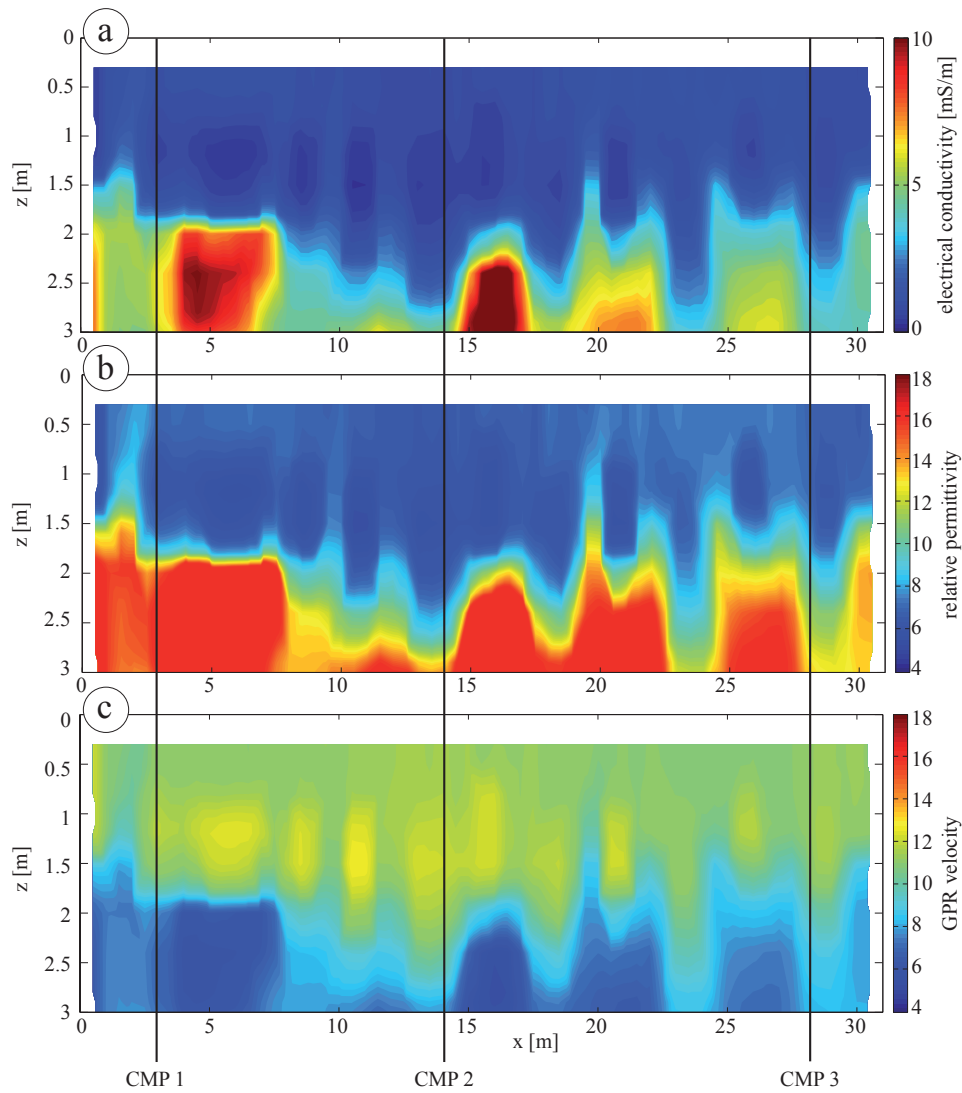 a
0
0.5
1
1.5
2
2.5
3
z [m]
0 5 10 15 20 25 30
10
5
0
electrical conductivity [mS/m]
b
0
0.5
1
1.5
2
2.5
3
z [m]
0 5 10 15 20 25 30
18
16
14
12
10
8
6
4
relative permittivity
c
0
0.5
1
1.5
2
2.5
3
z [m]
0 5 10 15 20 25 30
x [m]
18
16
14
12
10
8
6
4
GPR velocity
CMP 1 CMP 2 CMP 3